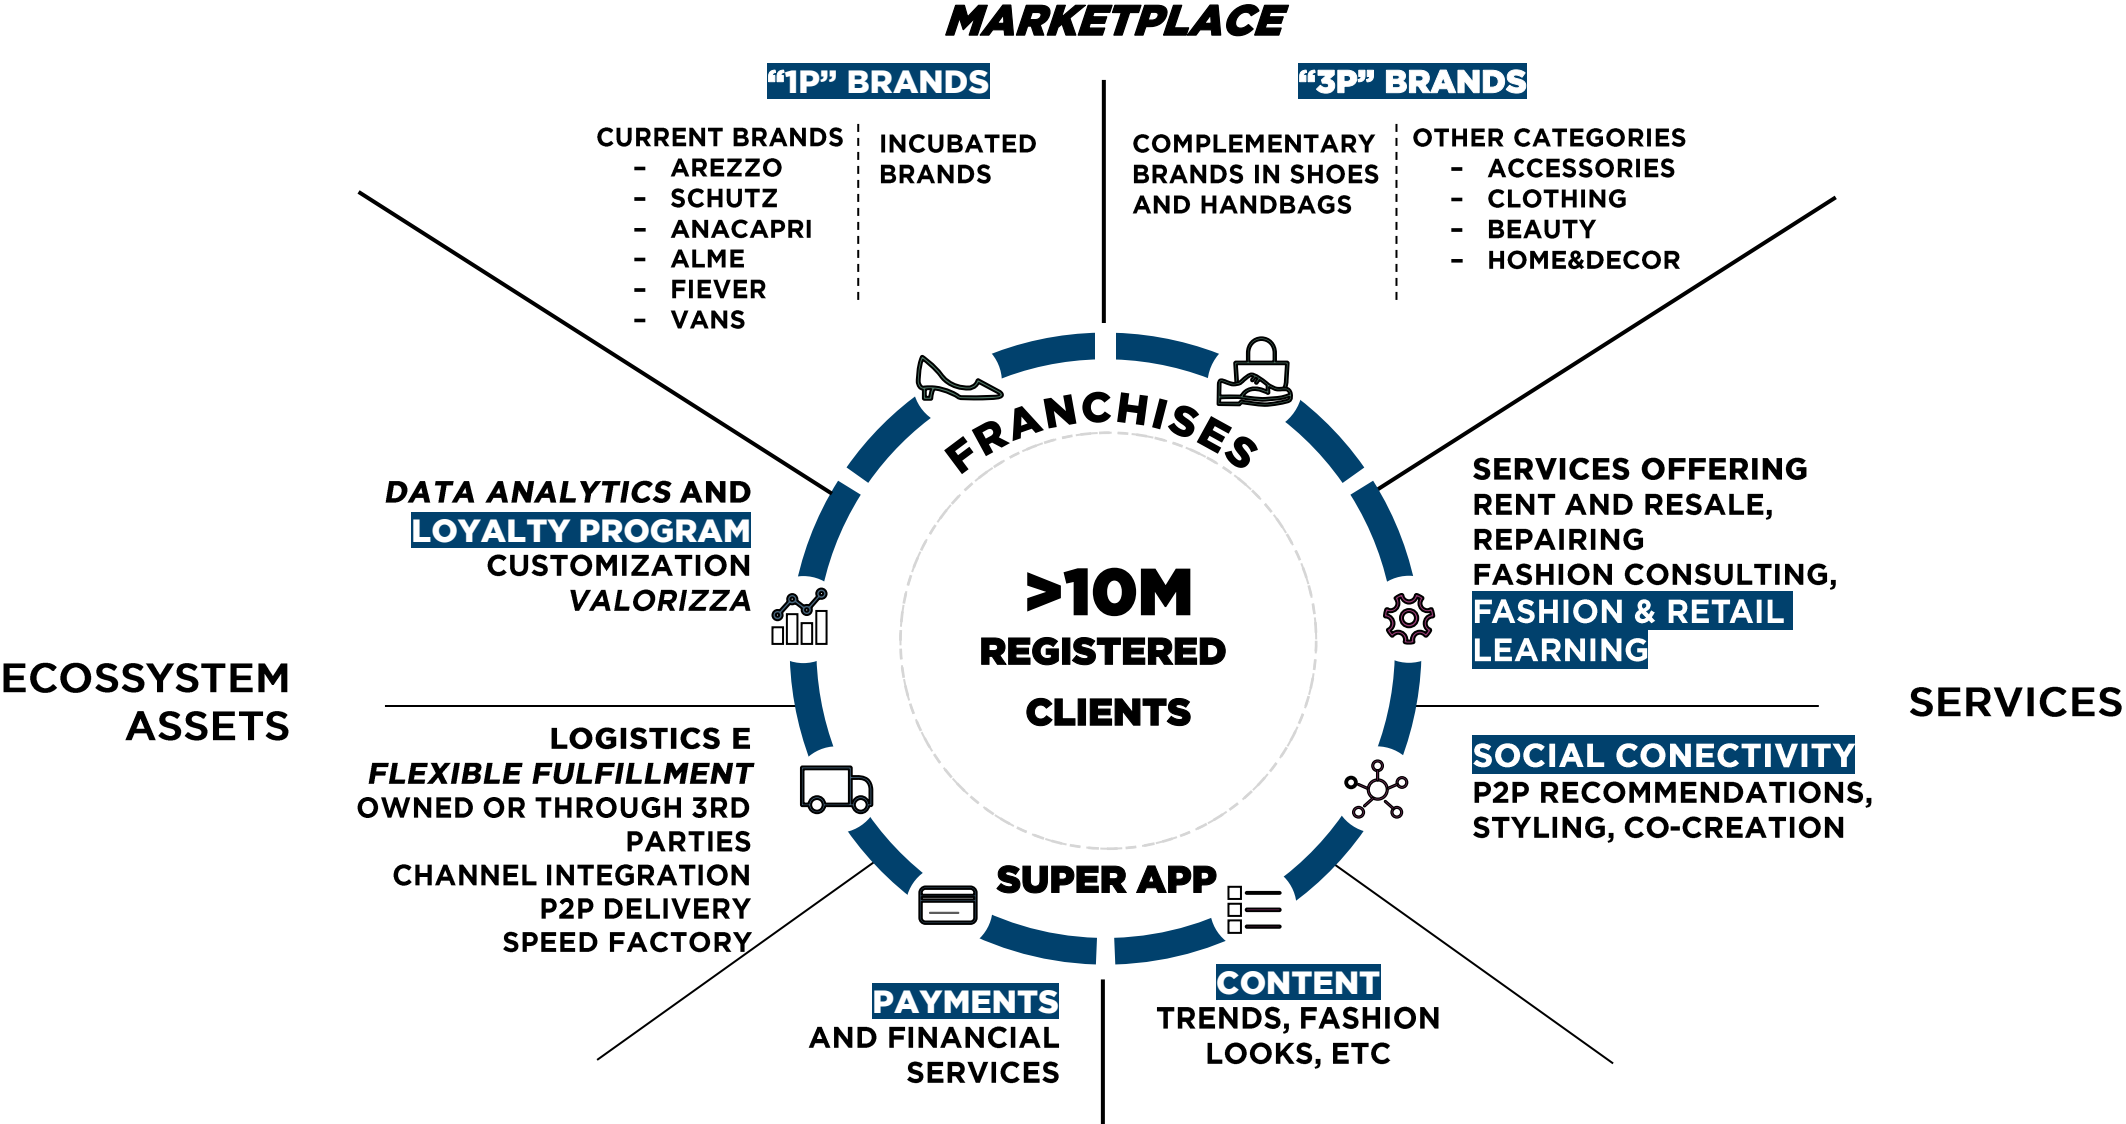 MARKETPLACE
“1P” BRANDS
CURRENT BRANDS
- AREZZO
- SCHUTZ
- ANACAPRI
- ALME
- FIEVER
- VANS
INCUBATED
BRANDS
“3P” BRANDS
COMPLEMENTARY
BRANDS IN SHOES
AND HANDBAGS
OTHER CATEGORIES
- ACCESSORIES
- CLOTHING
- BEAUTY
- HOME&DECOR
FRANCHISES
>10M
REGISTERED
CLIENTS
SUPER APP
DATA ANALYTICS AND
LOYALTY PROGRAM
CUSTOMIZATION
VALORIZZA
ECOSSYSTEM
ASSETS
LOGISTICS E
FLEXIBLE FULFILLMENT
OWNED OR THROUGH 3RD
PARTIES
CHANNEL INTEGRATION
P2P DELIVERY
SPEED FACTORY
SERVICES OFFERING
RENT AND RESALE,
REPAIRING
FASHION CONSULTING,
FASHION & RETAIL
LEARNING
SERVICES
SOCIAL CONECTIVITY
P2P RECOMMENDATIONS,
STYLING, CO-CREATION
PAYMENTS
AND FINANCIAL
SERVICES
CONTENT
TRENDS, FASHION
LOOKS, ETC